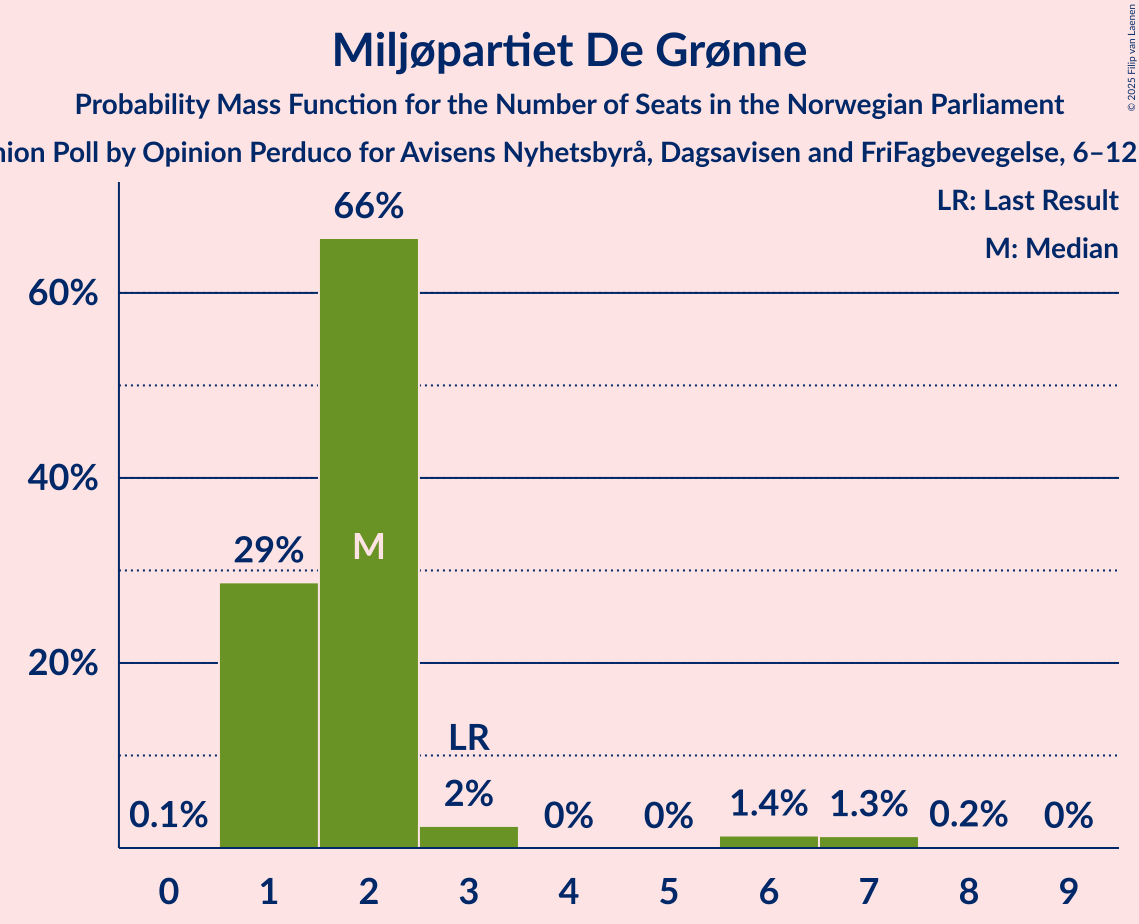 Miljøpartiet De Grønne
Probability Mass Function for the Number of Seats in the Norwegian Parliament
Poll by Opinion Perduco for Avisens Nyhetsbyrå, Dagsavisen and FriFagbevegelse, 6–12
© 2025 Filip van Laenen
LR: Last Result
M: Median
60%
40%
20%
0.1%
29%
66%
M
LR
2%
0%
0%
1.4%
1.3%
0.2%
0%
0 1 2 3 4 5 6 7 8 9